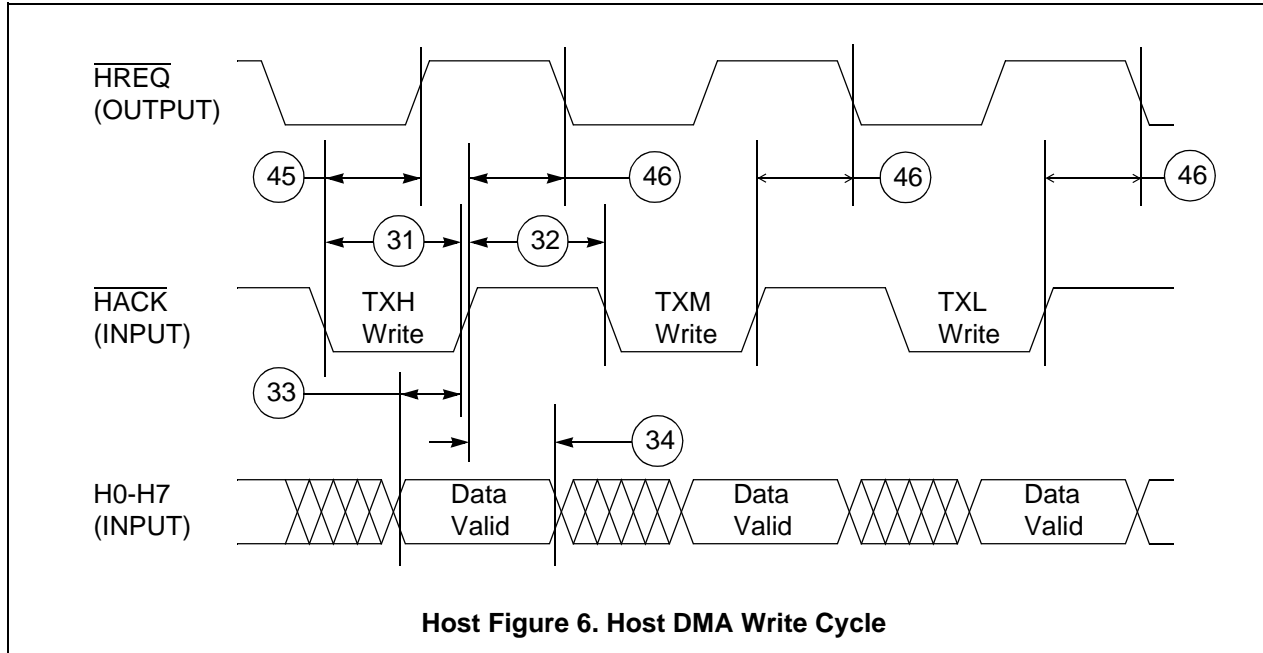 HREQ
(OUTPUT)
45
46
46
46
31
32
HACK
(INPUT)
TXH
Write
TXM
Write
TXL
Write
33
34
H0-H7
(INPUT)
Data
Valid
Data
Valid
Data
Valid
Host Figure 6. Host DMA Write Cycle